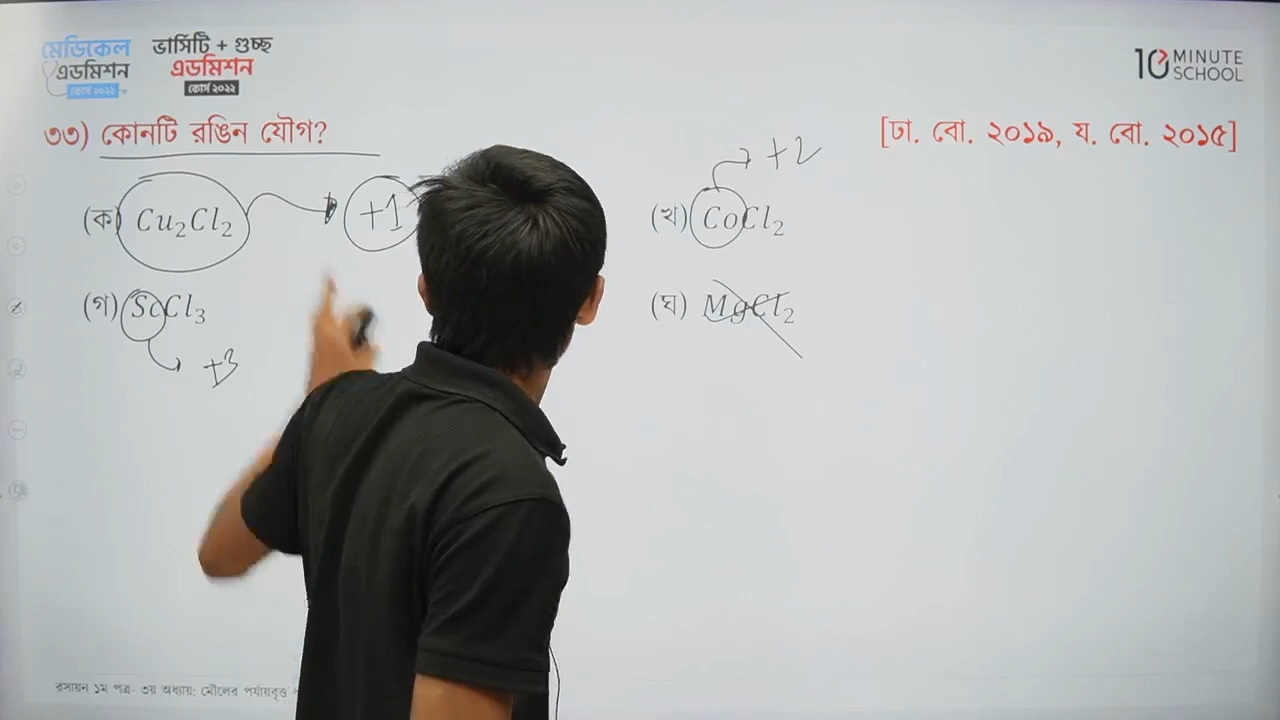 মেডিকেল
এডমিশন
কোর্স ২০২২
ভার্সিটি + গুচ্ছ
এডমিশন
কোর্স ২০২২
10 MINUTE SCHOOL
৩৩) কোনটি রঙিন যৌগ?
[ঢা. বো. ২০১৯, য. বো. ২০১৫]
(ক) Cu₂Cl₂ +1
(খ) CoCl₂ +2
(গ) ScCl₃ +3
(ঘ) MgCl₂
রসায়ন ১ম পত্র- ৩য় অধ্যায়: মৌলের পর্যায়বৃত্ত